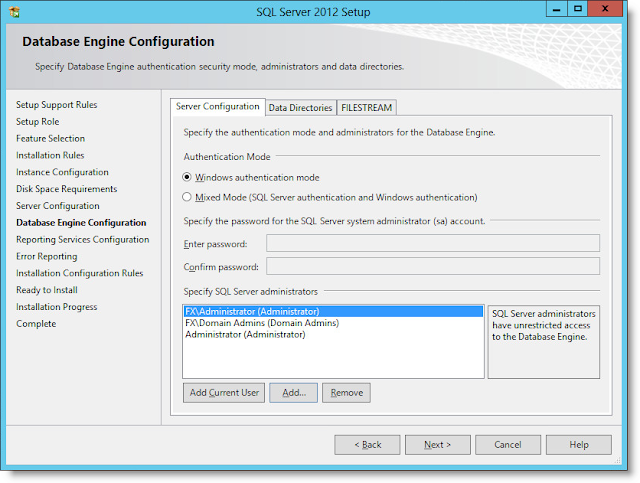 SQL Server 2012 Setup
Database Engine Configuration
Specify Database Engine authentication security mode, administrators and data directories.
Setup Support Rules
Setup Role
Feature Selection
Installation Rules
Instance Configuration
Disk Space Requirements
Server Configuration
Database Engine Configuration
Reporting Services Configuration
Error Reporting
Installation Configuration Rules
Ready to Install
Installation Progress
Complete
Server Configuration
Data Directories
FILESTREAM
Specify the authentication mode and administrators for the Database Engine.
Authentication Mode
Windows authentication mode
Mixed Mode (SQL Server authentication and Windows authentication)
Specify the password for the SQL Server system administrator (sa) account.
Enter password:
Confirm password:
Specify SQL Server administrators
FX\Administrator (Administrator)
FX\Domain Admins (Domain Admins)
Administrator (Administrator)
SQL Server administrators
have unrestricted access
to the Database Engine.
Add Current User
Add...
Remove
< Back
Next >
Cancel
Help